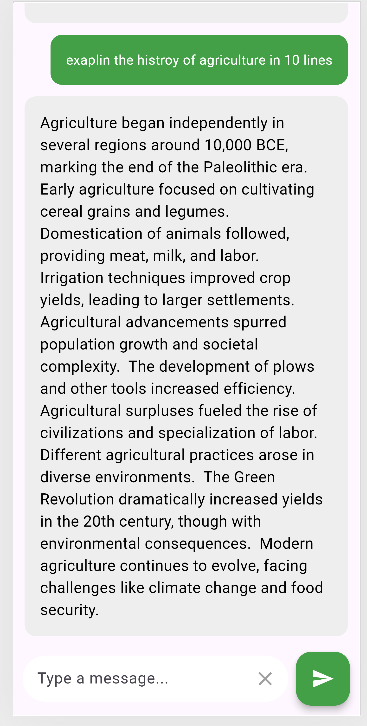 exaplin the histroy of agriculture in 10 lines
Agriculture began independently in
several regions around 10,000 BCE,
marking the end of the Paleolithic era.
Early agriculture focused on cultivating
cereal grains and legumes.
Domestication of animals followed,
providing meat, milk, and labor.
Irrigation techniques improved crop
yields, leading to larger settlements.
Agricultural advancements spurred
population growth and societal
complexity.  The development of plows
and other tools increased efficiency.
Agricultural surpluses fueled the rise of
civilizations and specialization of labor.
Different agricultural practices arose in
diverse environments.  The Green
Revolution dramatically increased yields
in the 20th century, though with
environmental consequences.  Modern
agriculture continues to evolve, facing
challenges like climate change and food
security.
Type a message...